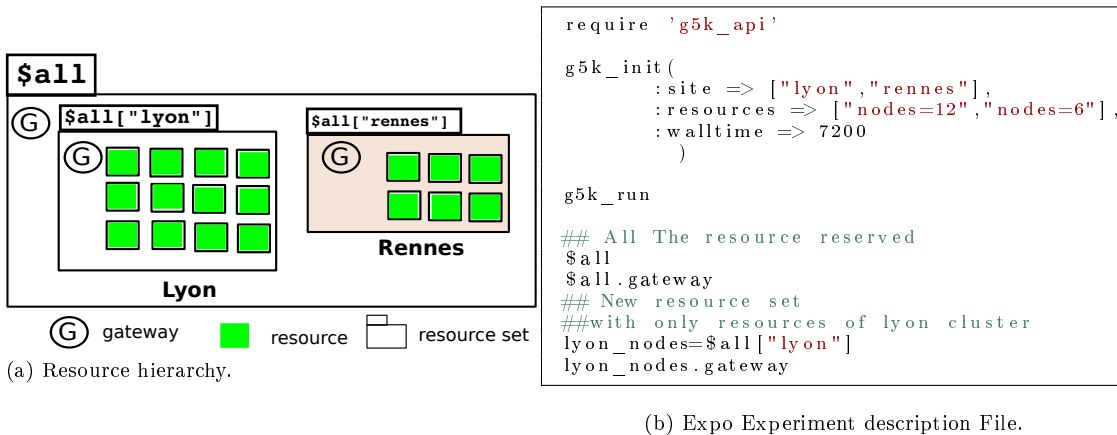 $all
G
$all["lyon"]
G
Lyon
$all["rennes"]
G
Rennes
G gateway
resource
resource set
(a) Resource hierarchy.
require 'g5k_api'
g5k_init(
:site => ["lyon","rennes"],
:resources => ["nodes=12","nodes=6"],
:walltime => 7200
)
g5k_run
## All The resource reserved
$all
$all.gateway
## New resource set
##with only resources of lyon cluster
lyon_nodes=$all["lyon"]
lyon_nodes.gateway
(b) Expo Experiment description File.